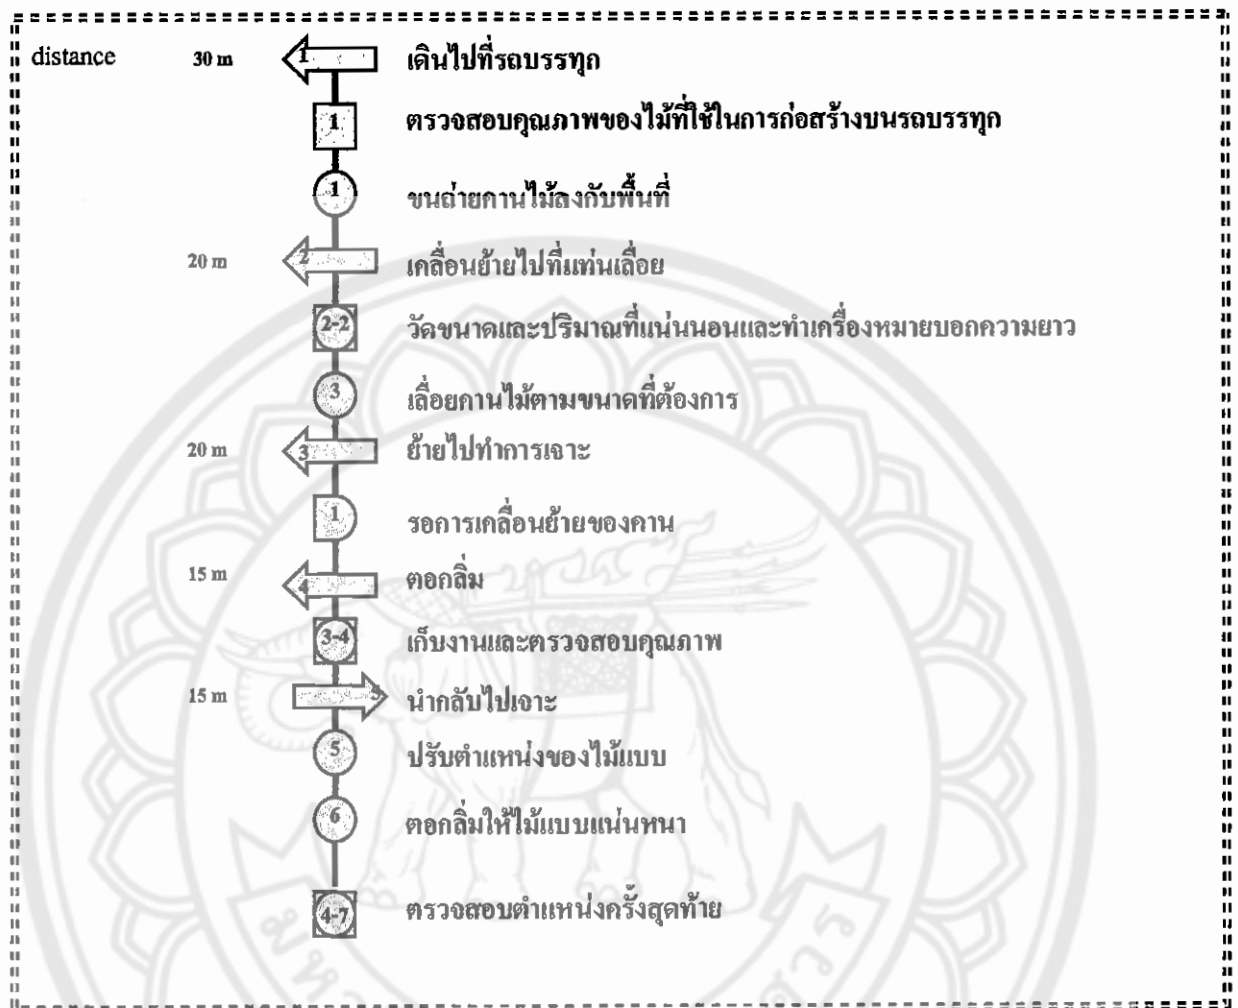 distance 30 m 1 เดินไปที่รถบรรทุก
1 ตรวจสอบคุณภาพของไม้ที่ใช้ในการก่อสร้างบนรถบรรทุก
1 ขนถ่ายคานไม้ลงกับพื้นที่
20 m 2 เคลื่อนย้ายไปที่แท่นเลื่อย
2-2 วัดขนาดและปริมาณที่แน่นนอนและทำเครื่องหมายบอกความยาว
3 เลื่อยคานไม้ตามขนาดที่ต้องการ
20 m 3 ย้ายไปทำการเจาะ
1 รอการเคลื่อนย้ายของคาน
15 m 4 ตอกลิ่ม
3-4 เก็บงานและตรวจสอบคุณภาพ
15 m 5 นำกลับไปเจาะ
5 ปรับตำแหน่งของไม้แบบ
6 ตอกลิ่มให้ไม้แบบแน่นหนา
4-7 ตรวจสอบตำแหน่งครั้งสุดท้าย